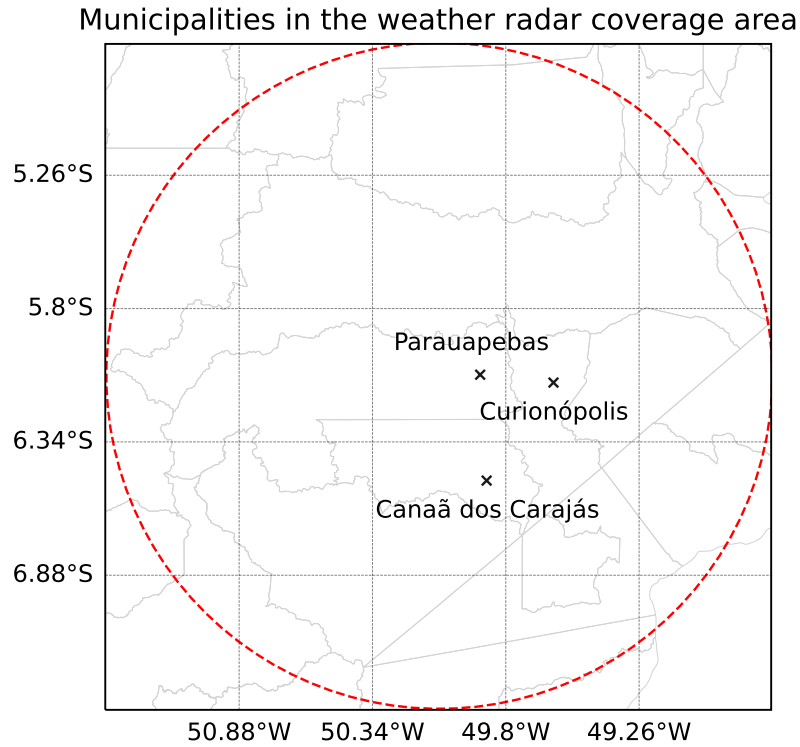 Municipalities in the weather radar coverage area
5.26°S
5.8°S
Parauapebas
Curionópolis
6.34°S
Canaã dos Carajás
6.88°S
50.88°W 50.34°W 49.8°W 49.26°W